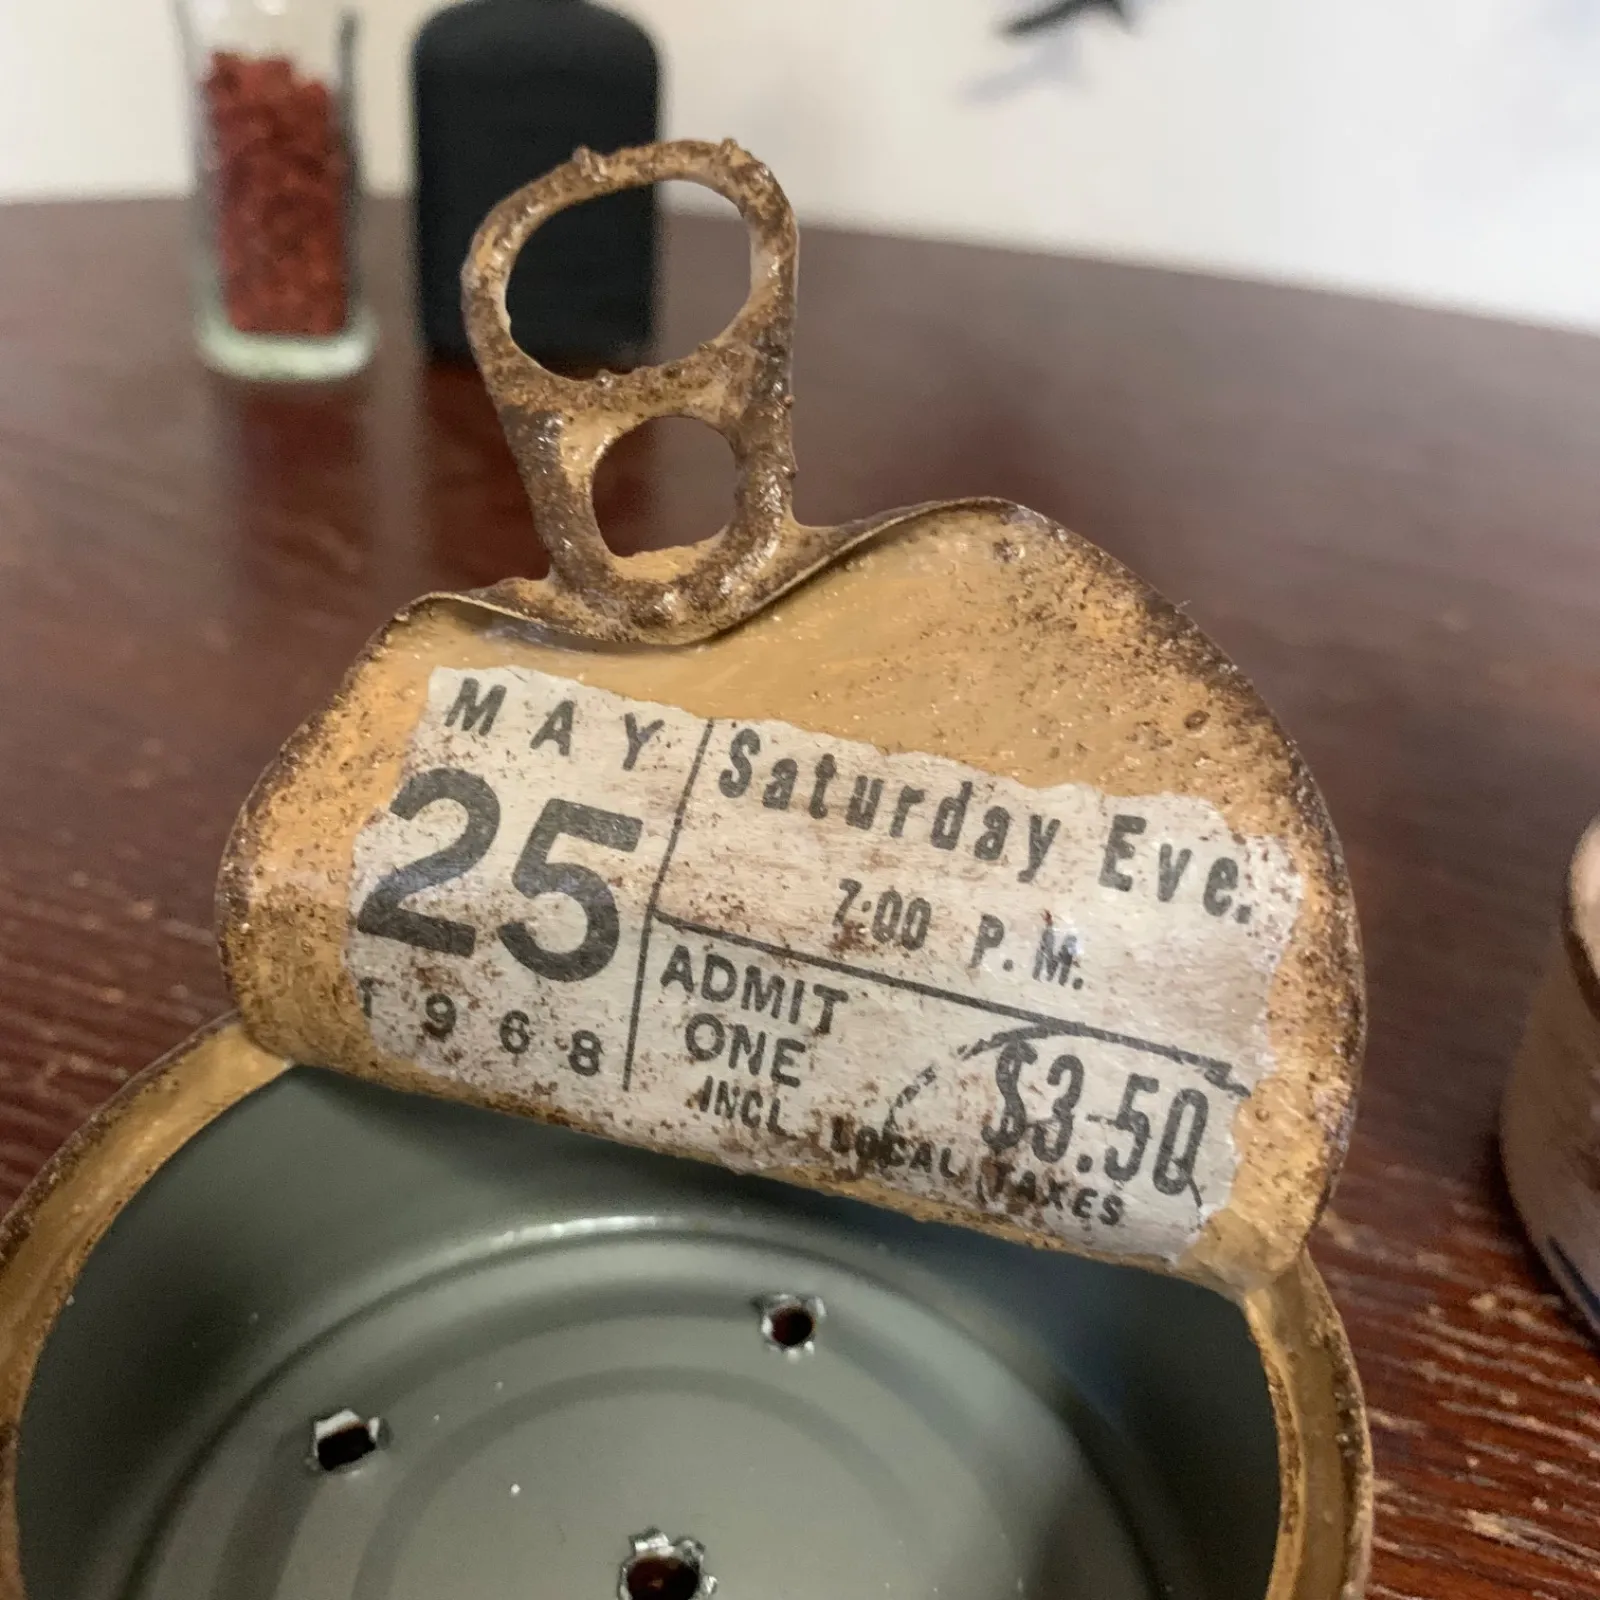 MAY
25
1968
Saturday Eve.
7:00 P.M.
ADMIT
ONE
$3.50
INCL. LOCAL TAXES